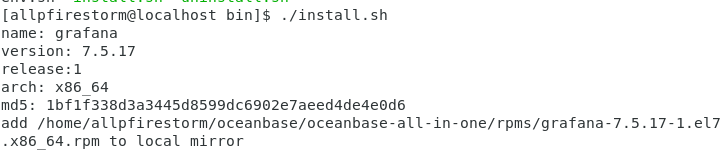 [allpfirestorm@localhost bin]$ ./install.sh
name: grafana
version: 7.5.17
release:1
arch: x86_64
md5: 1bf1f338d3a3445d8599dc6902e7aeed4de4e0d6
add /home/allpfirestorm/oceanbase/oceanbase-all-in-one/rpms/grafana-7.5.17-1.el7
.x86_64.rpm to local mirror